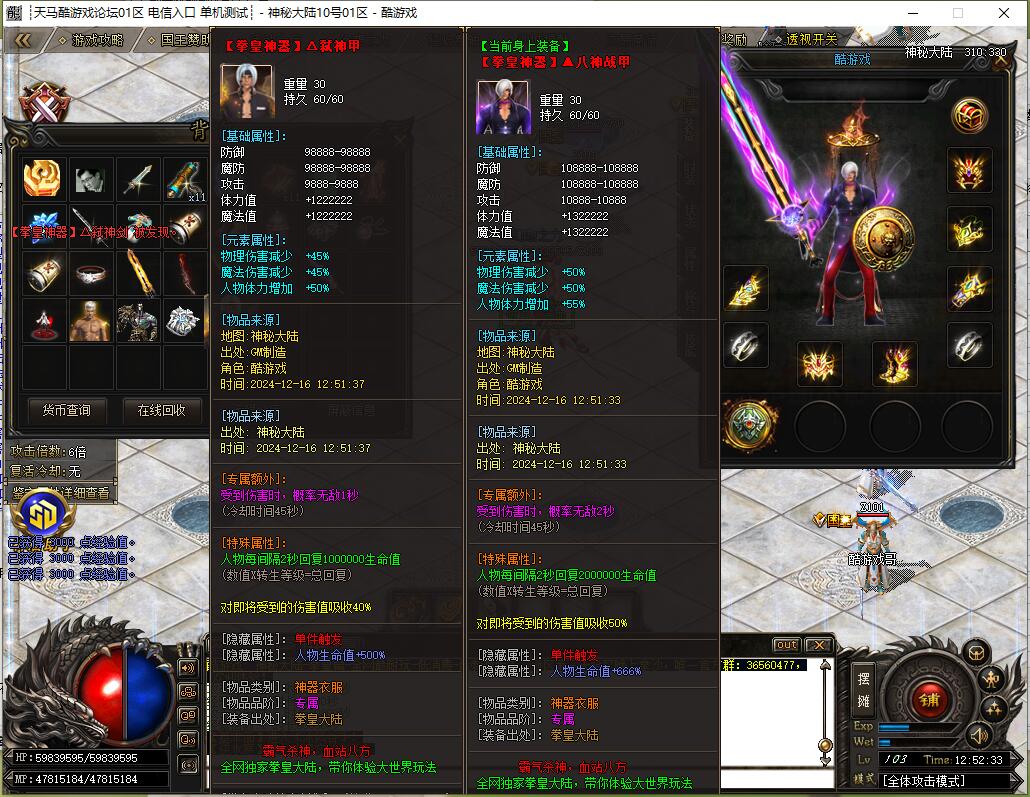 天马酷游戏论坛01区 电信入口 单机测试 - 神秘大陆10号01区 - 酷游戏
游戏攻略
国王赞助
奖励
透视开关
背
x11
【拳皇神器】△弑神剑 被发现。
货币查询
在线回收
攻击倍数:6倍
复活冷却:无
详细查看
已获得 3000 点经验值。
已获得 3000 点经验值。
已获得 3000 点经验值。
HP:59839595/59839595
MP:47815184/47815184
【拳皇神器】△弑神甲
重量 30
持久 60/60
[基础属性]:
防御 98888-98888
魔防 98888-98888
攻击 9888-9888
体力值 +1222222
魔法值 +1222222
[元素属性]:
物理伤害减少 +45%
魔法伤害减少 +45%
人物体力增加 +50%
[物品来源]
地图:神秘大陆
出处:GM制造
角色:酷游戏
时间:2024-12-16 12:51:37
[物品来源]
出处: 神秘大陆
时间: 2024-12-16 12:51:37
[专属额外]:
受到伤害时,概率无敌1秒
(冷却时间45秒)
[特殊属性]:
人物每间隔2秒回复1000000生命值
(数值X转生等级=总回复)
对即将受到的伤害值吸收40%
[隐藏属性]: 单件触发
[隐藏属性]: 人物生命值+500%
[物品类别]: 神器衣服
[物品品阶]: 专属
[装备出处]: 拳皇大陆
霸气杀神,血站八方
全网独家拳皇大陆,带你体验大世界玩法
【当前身上装备】
【拳皇神器】▲八神战甲
重量 30
持久 60/60
[基础属性]:
防御 108888-108888
魔防 108888-108888
攻击 10888-10888
体力值 +1322222
魔法值 +1322222
[元素属性]:
物理伤害减少 +50%
魔法伤害减少 +50%
人物体力增加 +55%
[物品来源]
地图:神秘大陆
出处:GM制造
角色:酷游戏
时间:2024-12-16 12:51:33
[物品来源]
出处: 神秘大陆
时间: 2024-12-16 12:51:33
[专属额外]:
受到伤害时,概率无敌2秒
(冷却时间45秒)
[特殊属性]:
人物每间隔2秒回复2000000生命值
(数值X转生等级=总回复)
对即将受到的伤害值吸收50%
[隐藏属性]: 单件触发
[隐藏属性]: 人物生命值+666%
[物品类别]: 神器衣服
[物品品阶]: 专属
[装备出处]: 拳皇大陆
霸气杀神,血站八方
全网独家拳皇大陆,带你体验大世界玩法
酷游戏
神秘大陆 310:330
Z101
酷游戏哥
out
X
群: 36560477,
摆摊
铺
Exp
Wet
Lv 103 Time:12:52:33
模式 [全体攻击模式]